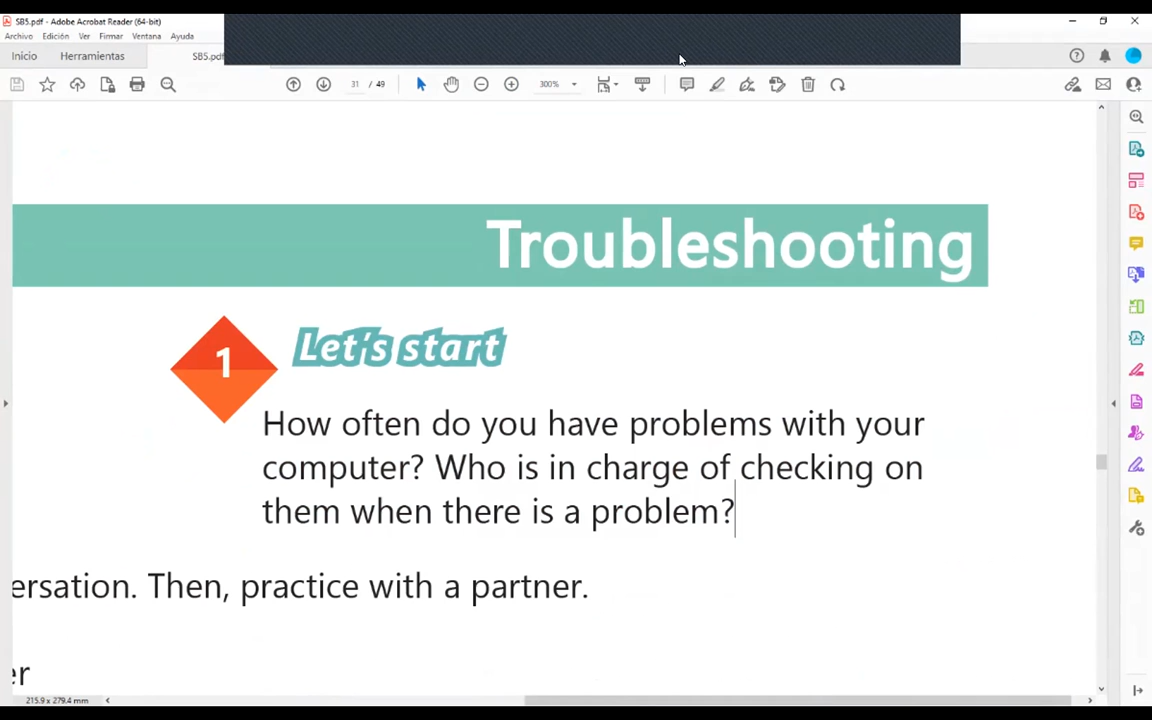 SB5.pdf - Adobe Acrobat Reader (64-bit)
Archivo Edición Ver Firmar Ventana Ayuda
Inicio Herramientas SB5.pdf
31 / 49 300%
Troubleshooting
1 Let's start
How often do you have problems with your
computer? Who is in charge of checking on
them when there is a problem?
ersation. Then, practice with a partner.
er
215.9 x 279.4 mm